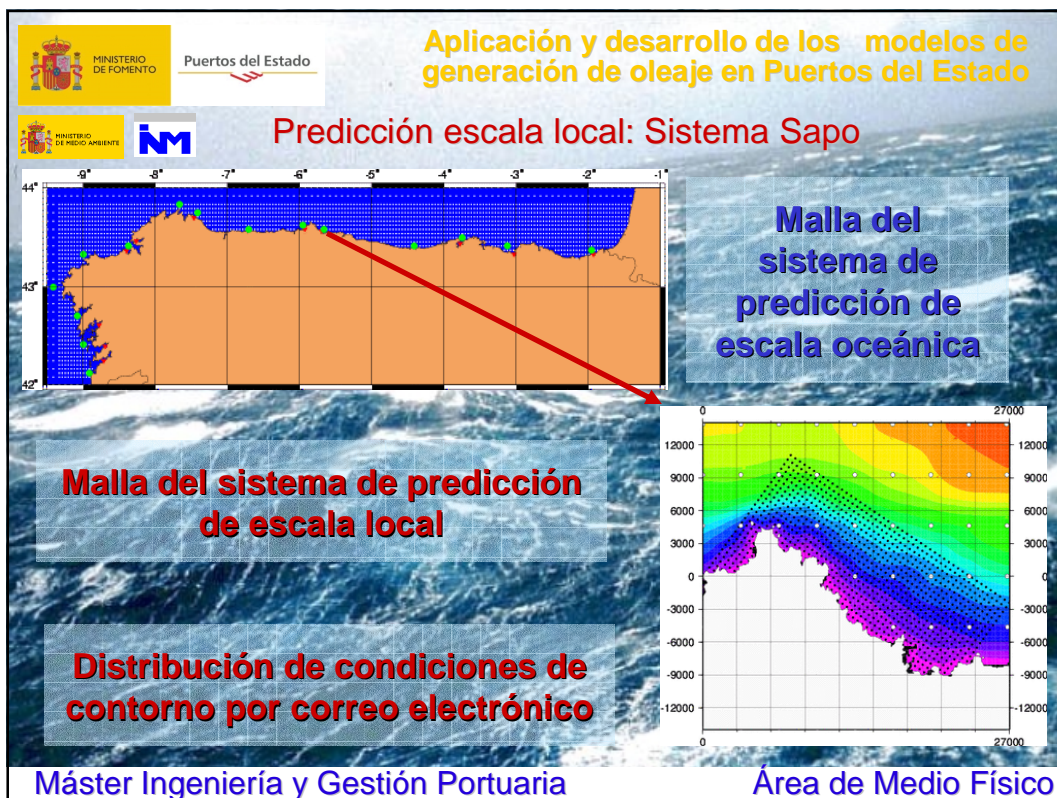 MINISTERIO
DE FOMENTO
Puertos del Estado
Aplicación y desarrollo de los modelos de
generación de oleaje en Puertos del Estado
MINISTERIO
DE MEDIO AMBIENTE
INM
Predicción escala local: Sistema Sapo
-9° -8° -7° -6° -5° -4° -3° -2° -1°
44°
43°
42°
Malla del
sistema de
predicción de
escala oceánica
Malla del sistema de predicción
de escala local
0 27000
12000 12000
9000 9000
6000 6000
3000 3000
0 0
-3000 -3000
-6000 -6000
-9000 -9000
-12000 -12000
0 27000
Distribución de condiciones de
contorno por correo electrónico
Máster Ingeniería y Gestión Portuaria
Área de Medio Físico